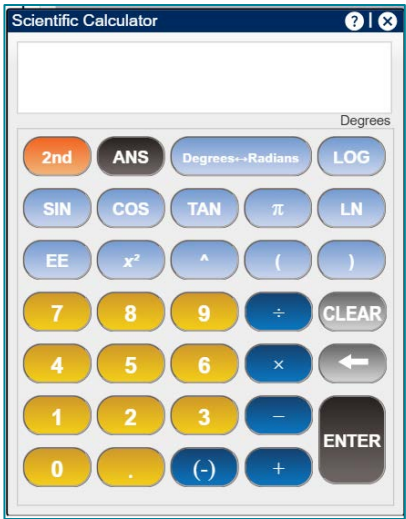 Scientific Calculator ? | ×
Degrees
2nd ANS Degrees↔Radians LOG
SIN COS TAN π LN
EE x² ^ ( )
7 8 9 ÷ CLEAR
4 5 6 × ←
1 2 3 −
ENTER
0 . (-) +